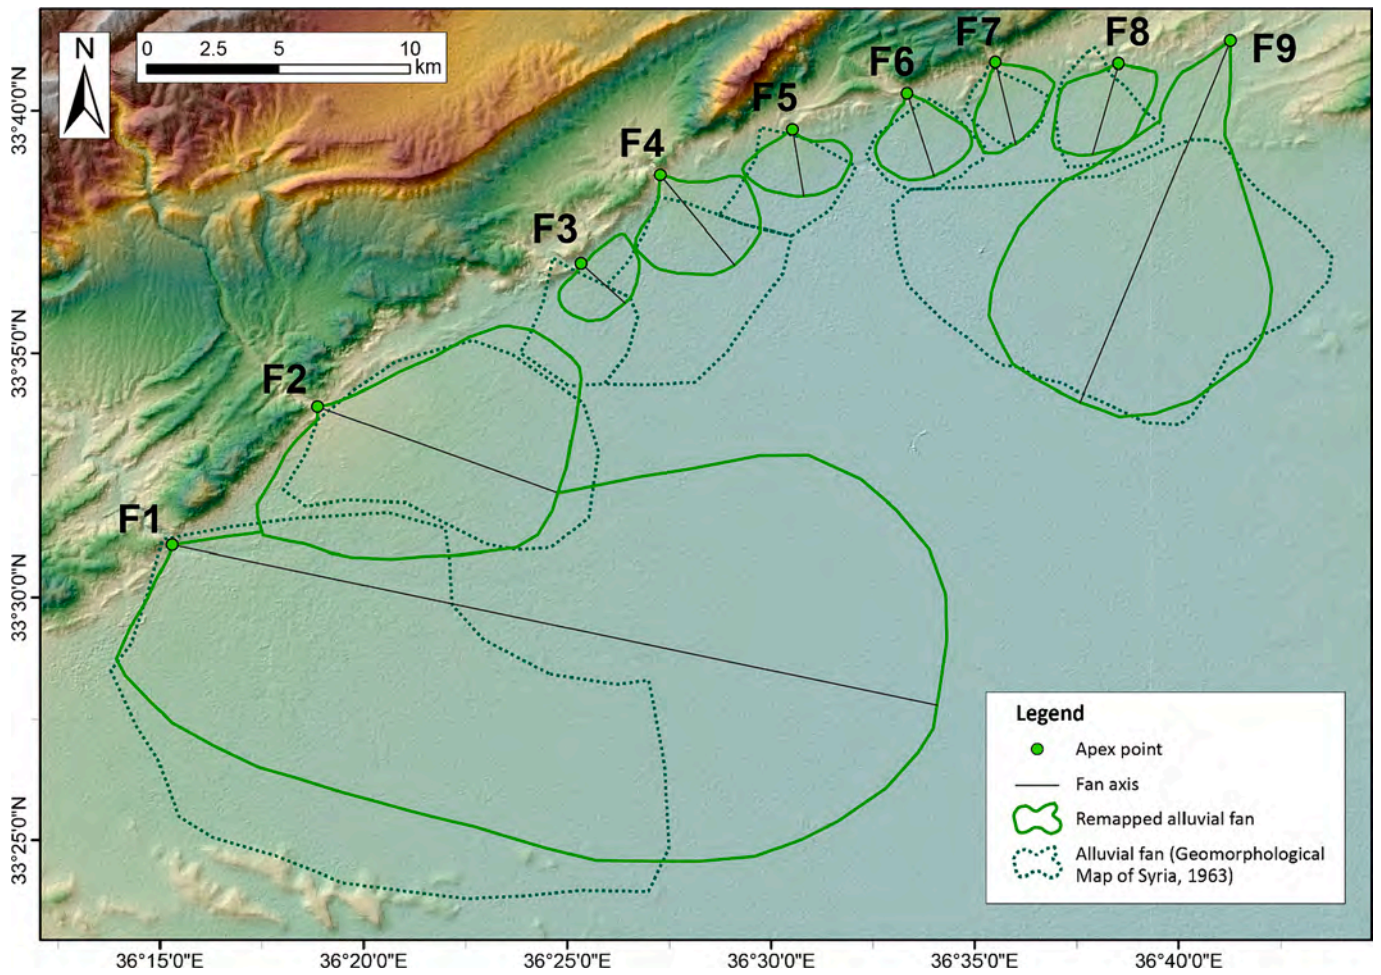 N
0 2.5 5 10
km
F1
F2
F3
F4
F5
F6
F7
F8
F9
33°40'0"N
33°35'0"N
33°30'0"N
33°25'0"N
36°15'0"E
36°20'0"E
36°25'0"E
36°30'0"E
36°35'0"E
36°40'0"E
Legend
Apex point
Fan axis
Remapped alluvial fan
Alluvial fan (Geomorphological
Map of Syria, 1963)